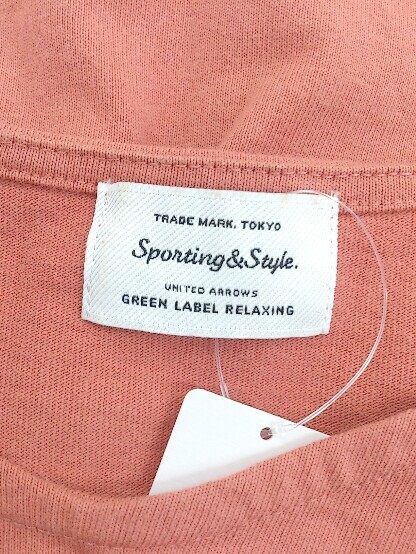 TRADE MARK. TOKYO
Sporting&Style.
UNITED ARROWS
GREEN LABEL RELAXING